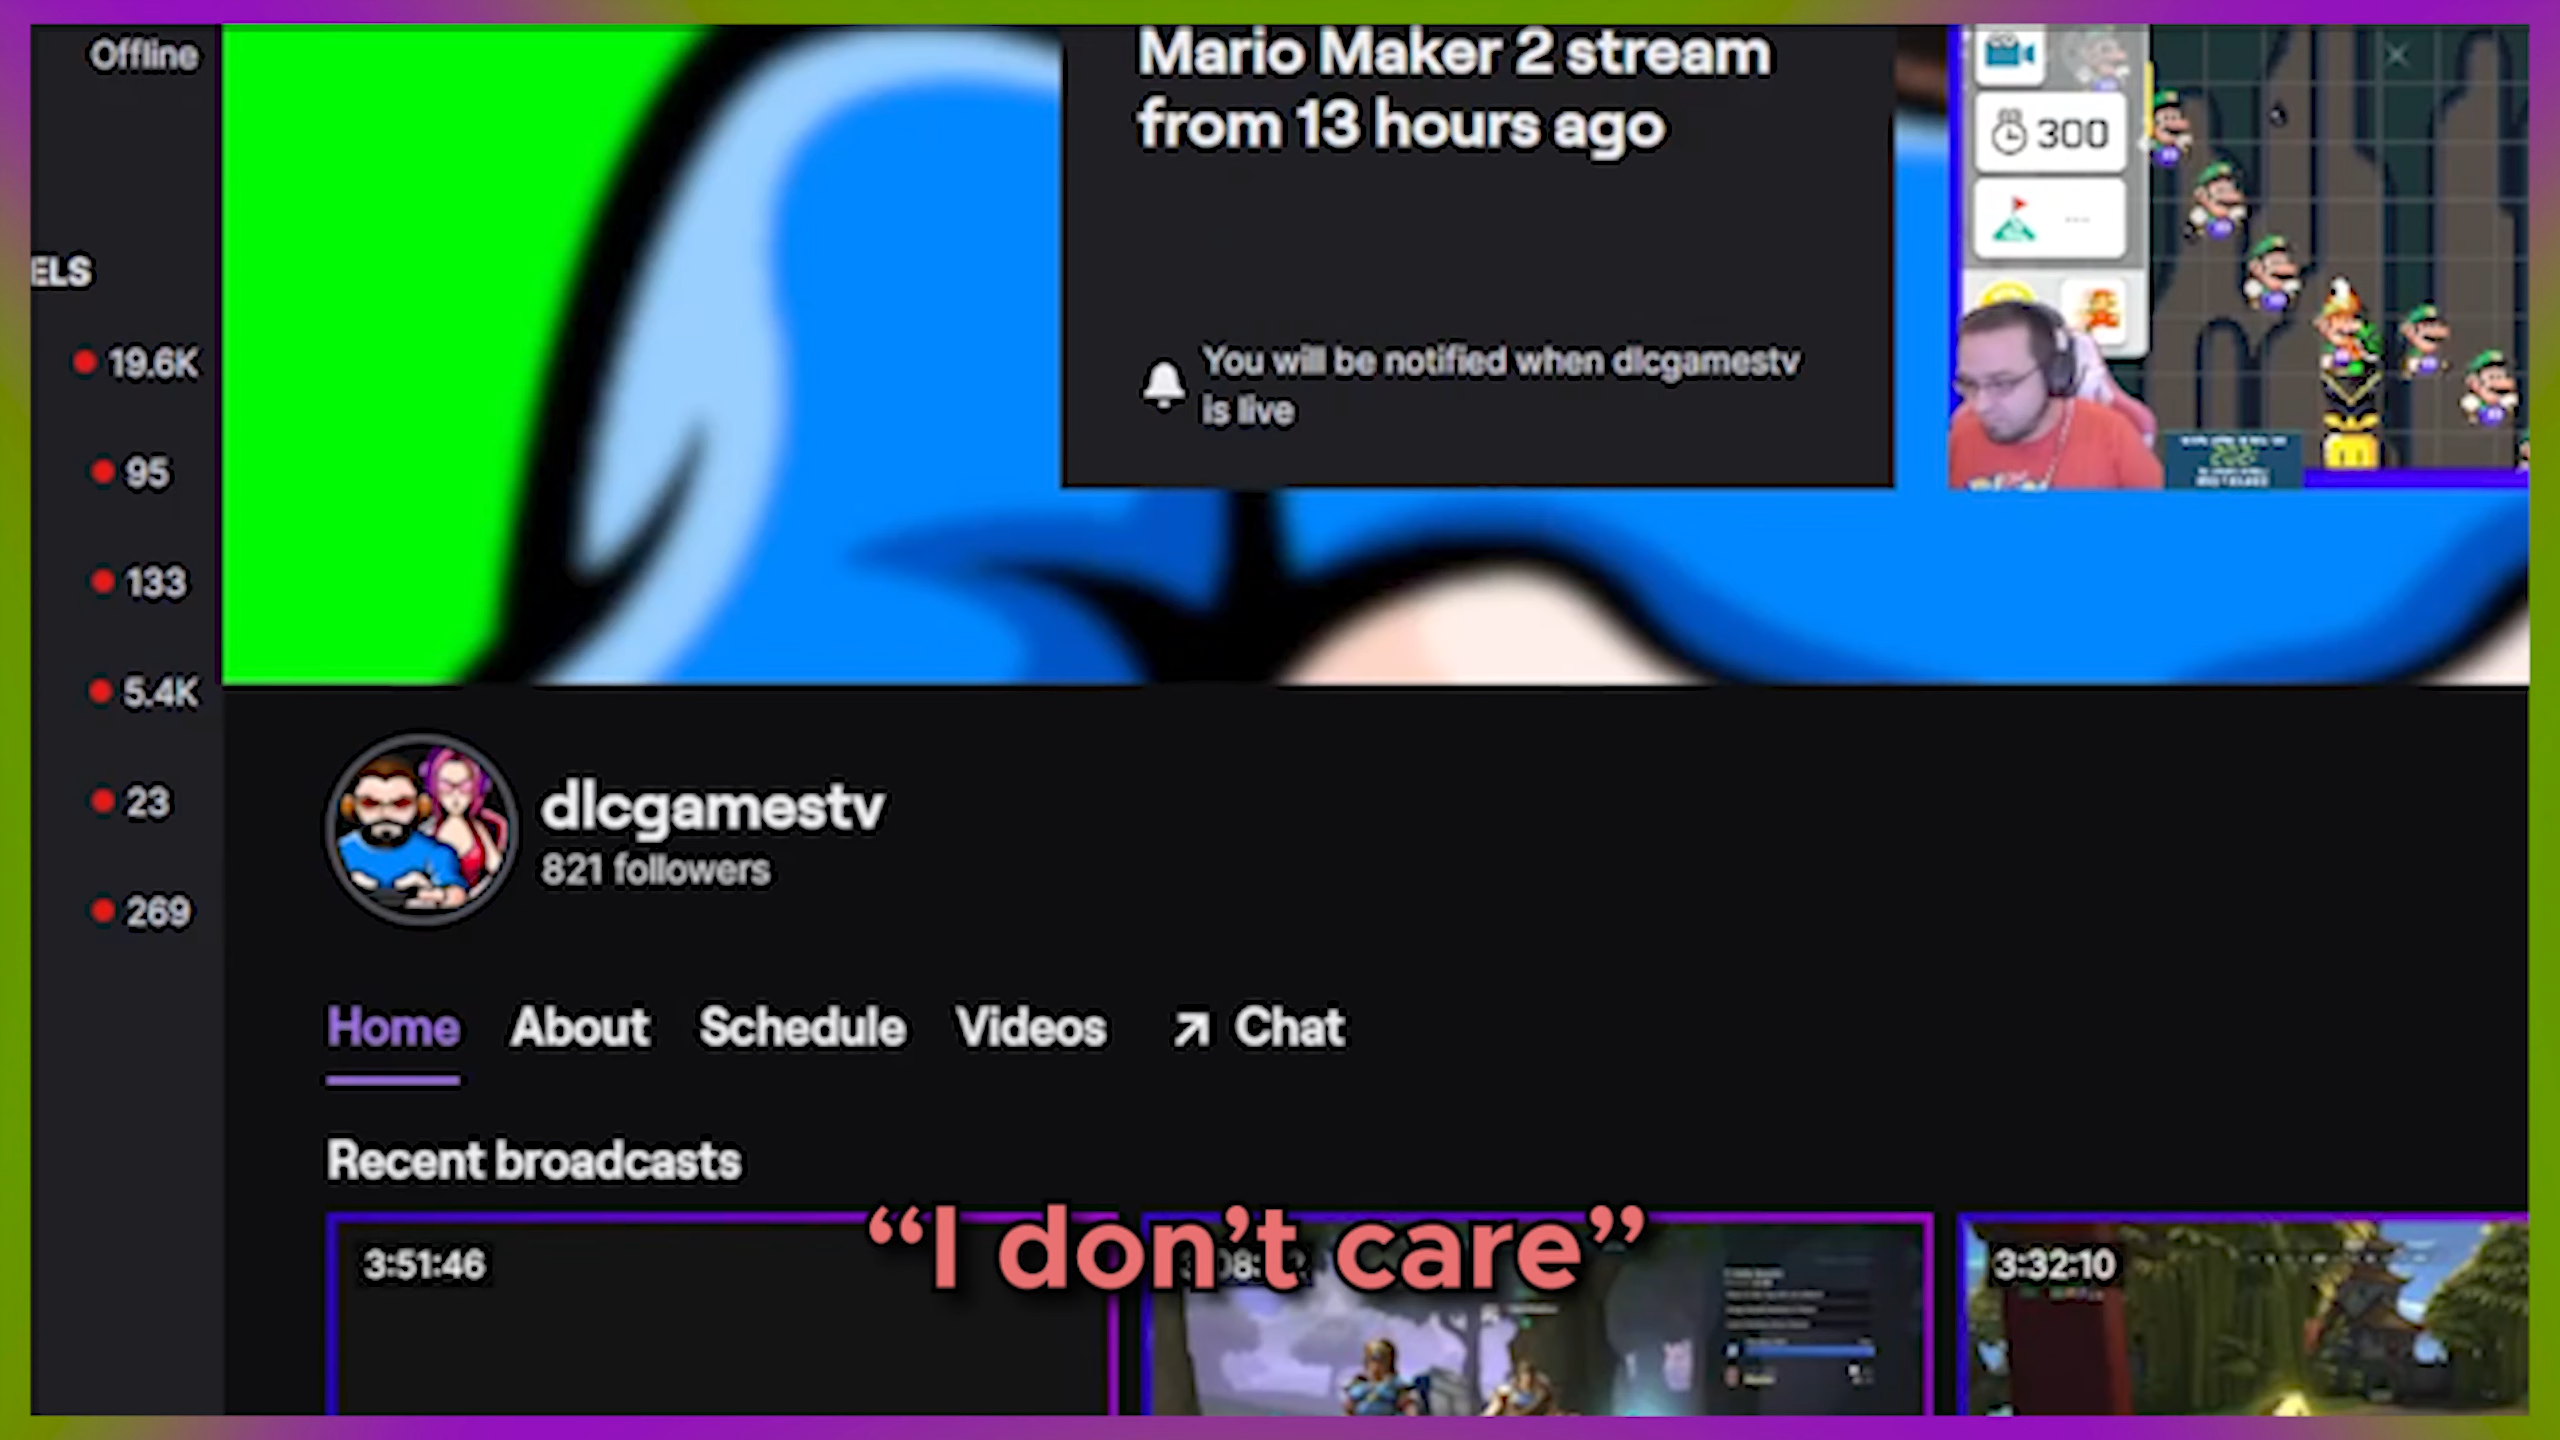 Offline
Mario Maker 2 stream
from 13 hours ago
300
ELS
19.6K
You will be notified when dlcgamestv
is live
95
133
5.4K
23
269
dlcgamestv
821 followers
Home About Schedule Videos Chat
Recent broadcasts
“I don’t care”
3:51:46
3:32:10